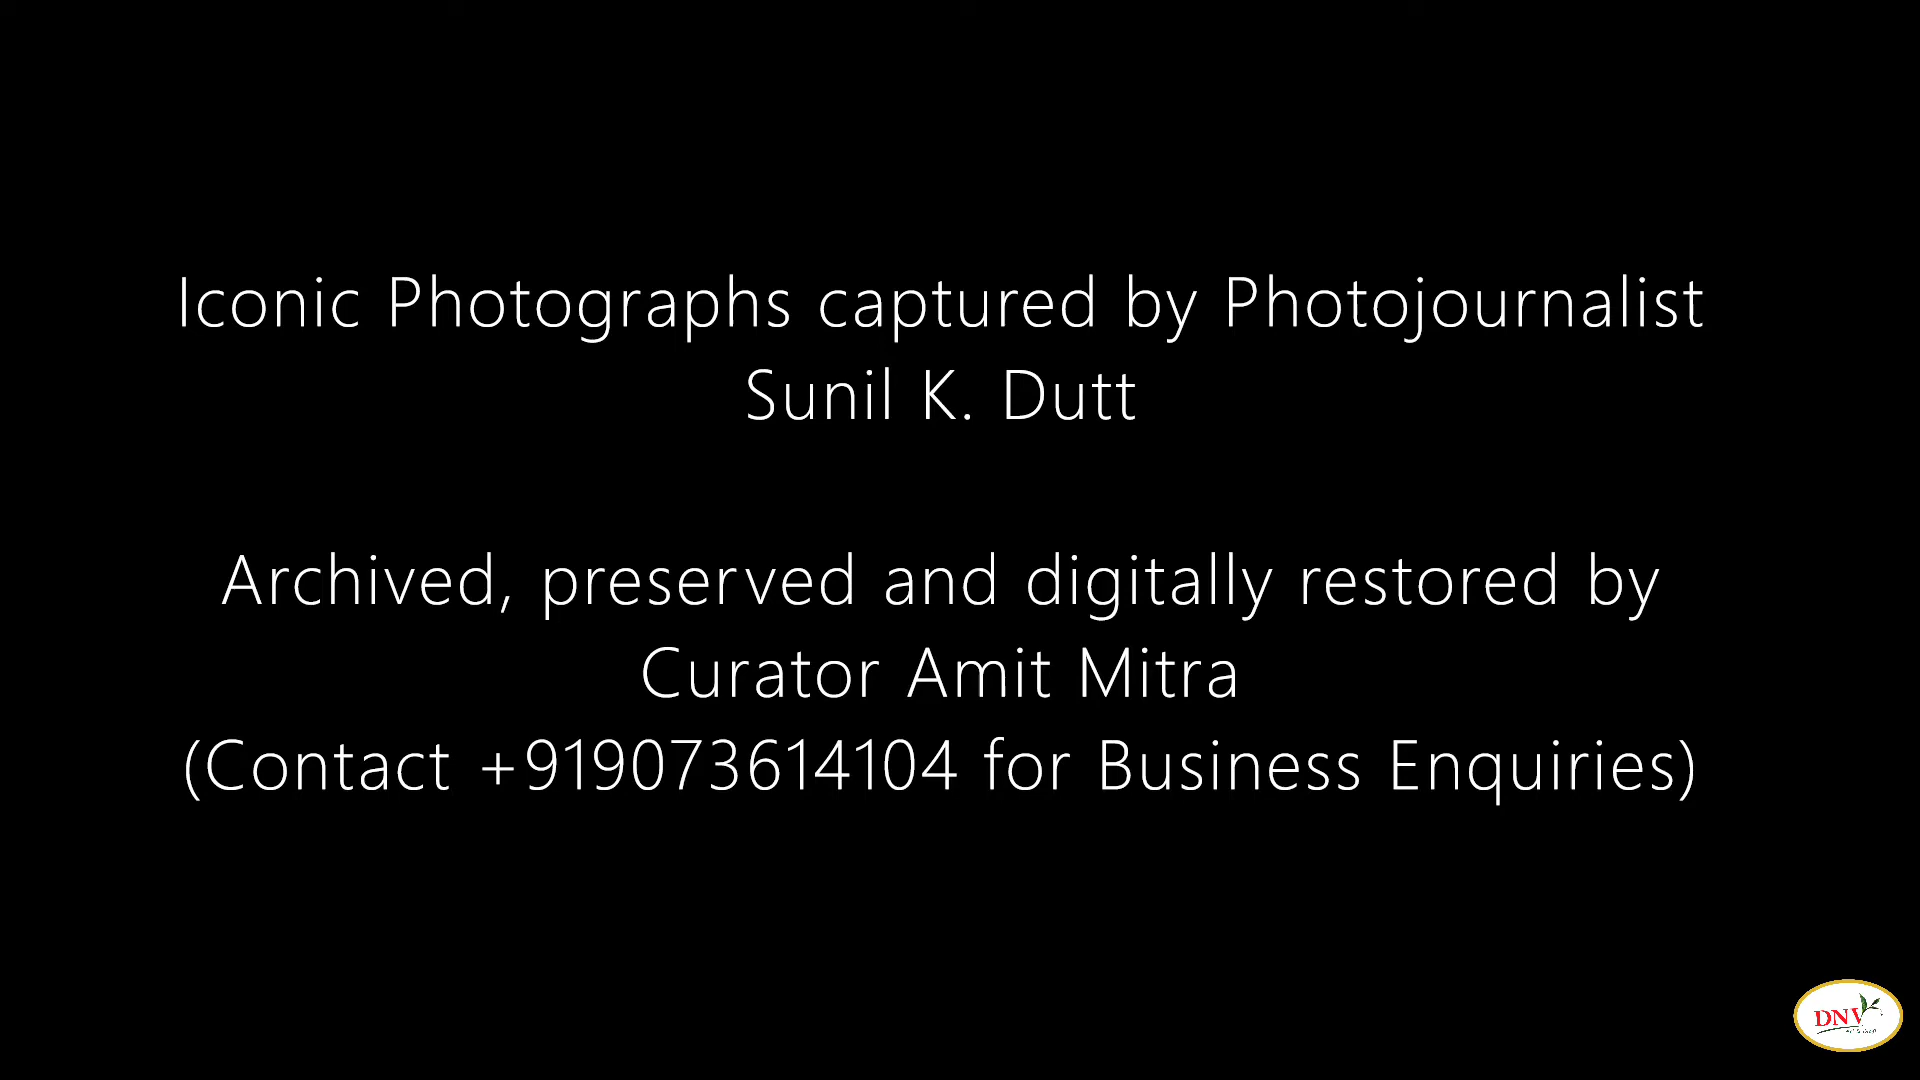 Iconic Photographs captured by Photojournalist
Sunil K. Dutt
Archived, preserved and digitally restored by
Curator Amit Mitra
(Contact +919073614104 for Business Enquiries)
DNV